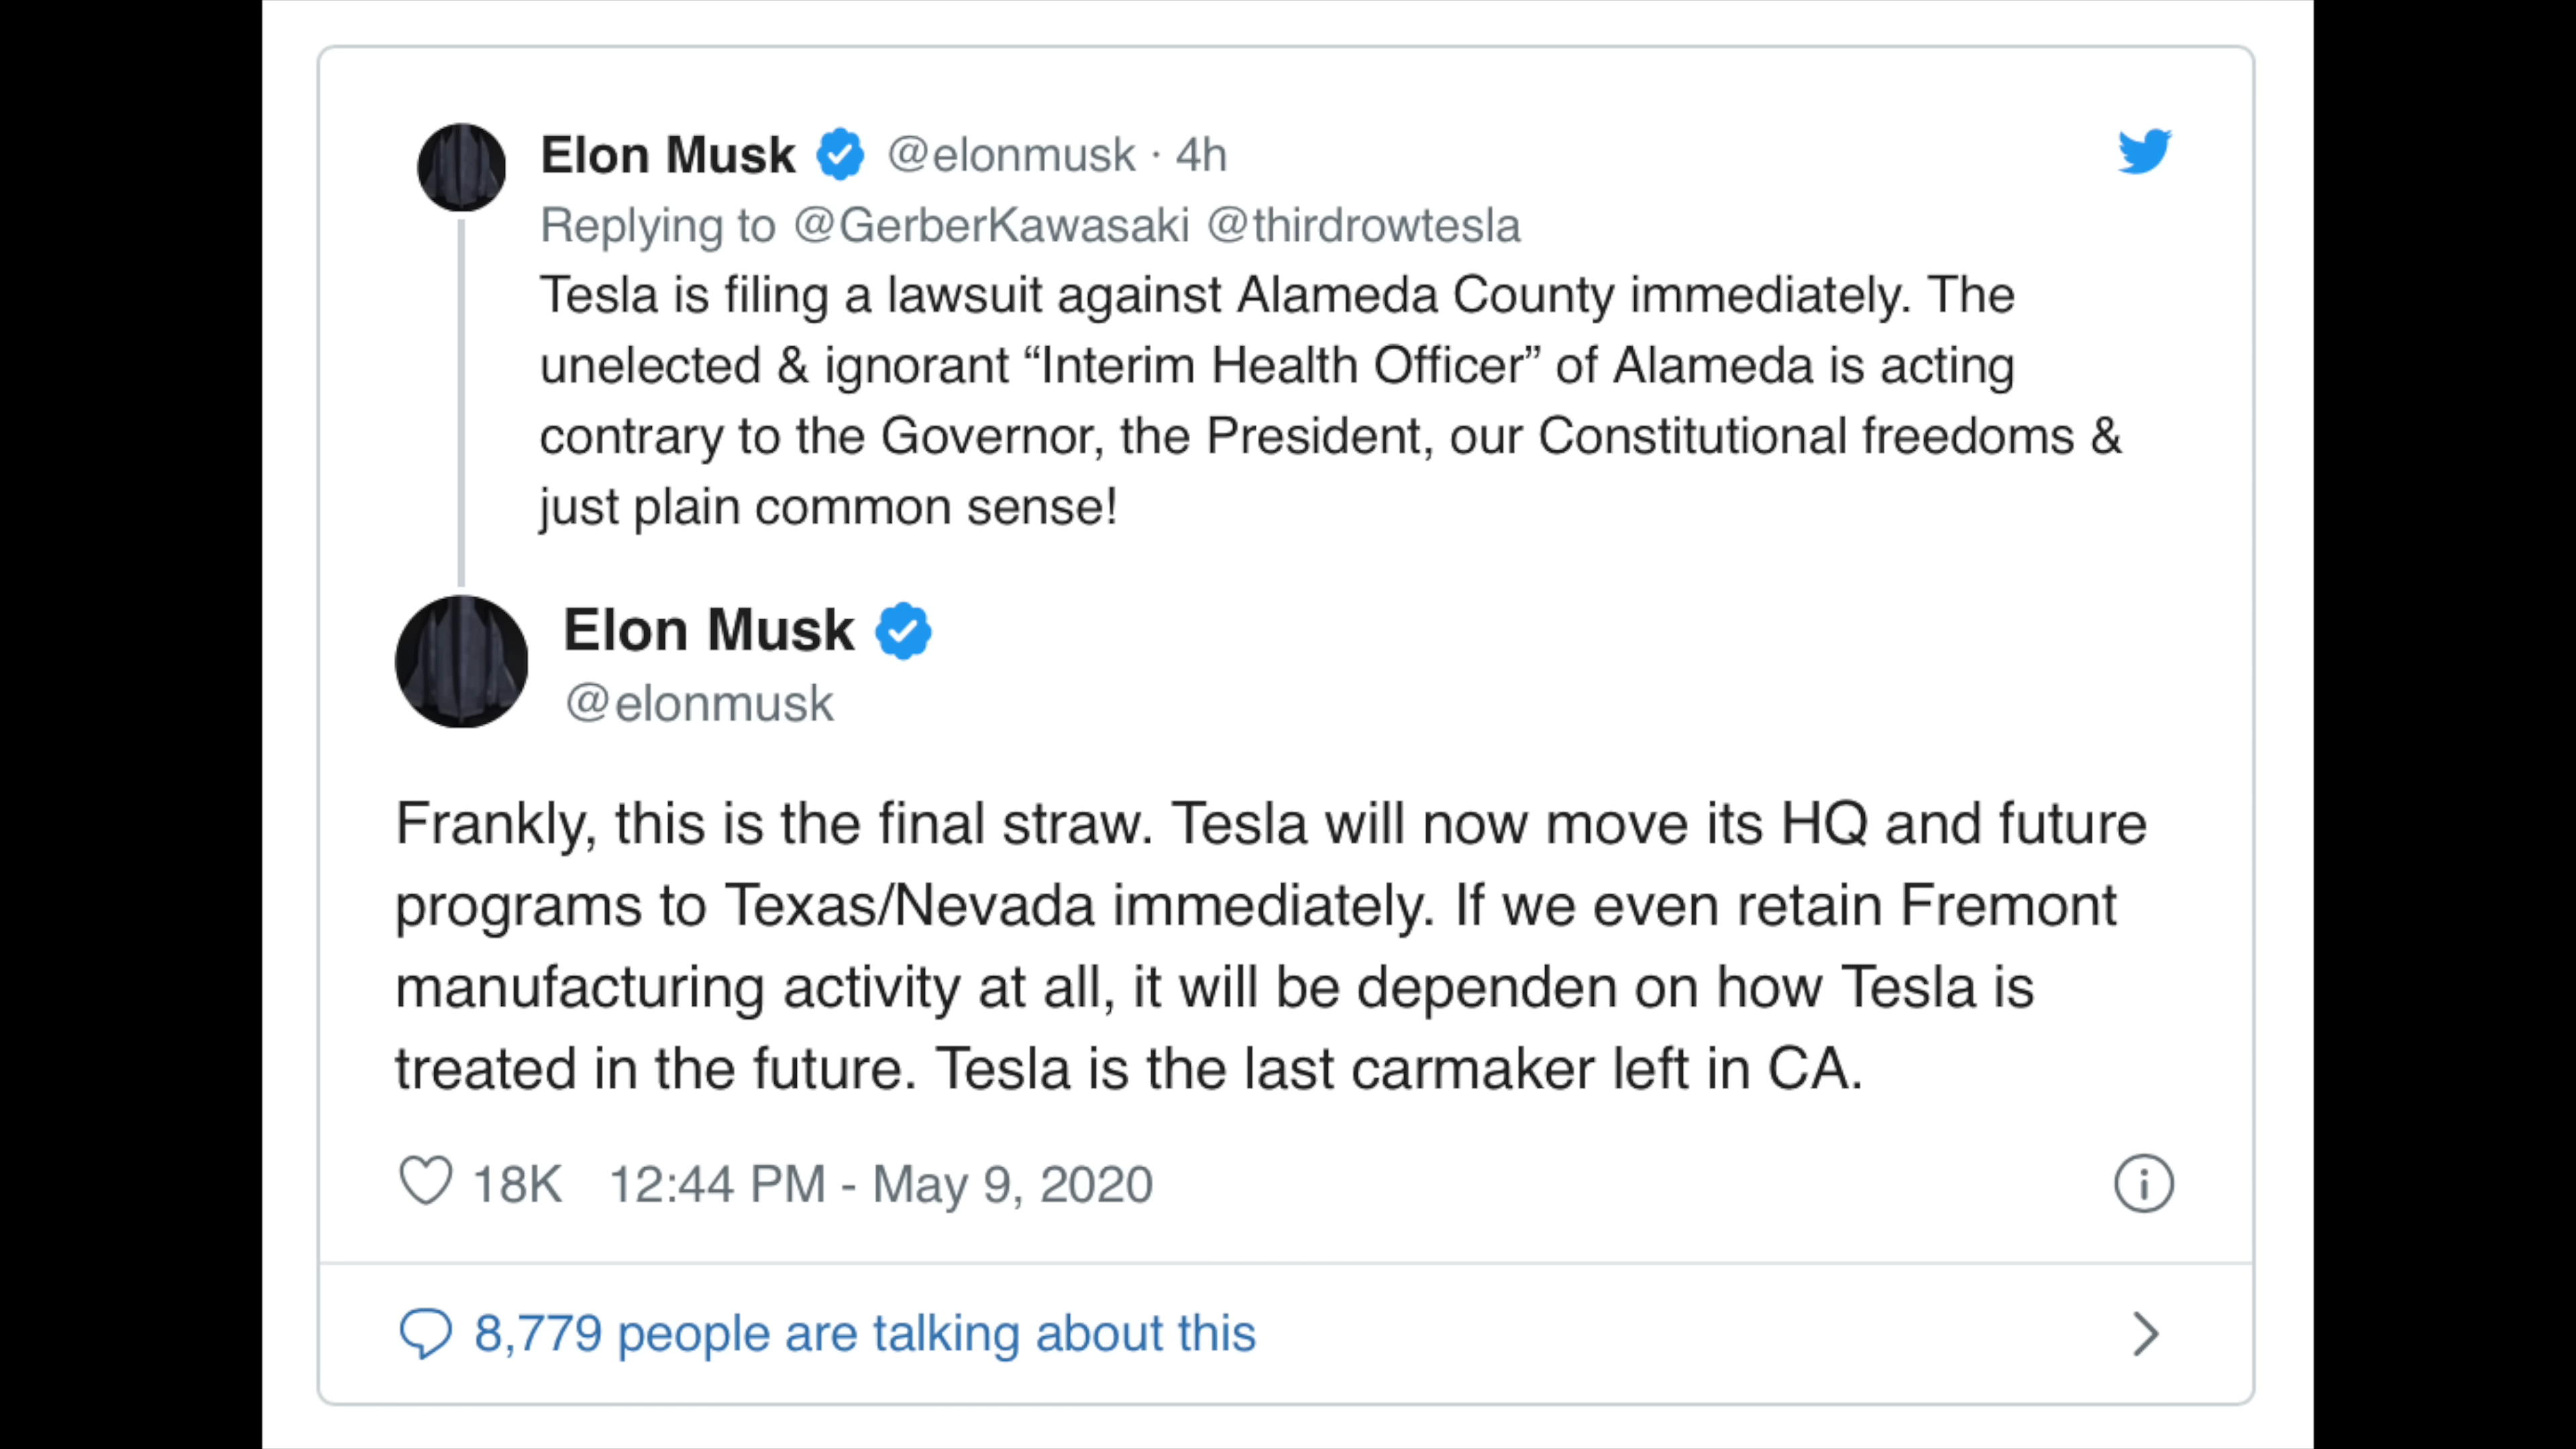 Elon Musk @elonmusk · 4h
Replying to @GerberKawasaki @thirdrowtesla
Tesla is filing a lawsuit against Alameda County immediately. The
unelected & ignorant “Interim Health Officer” of Alameda is acting
contrary to the Governor, the President, our Constitutional freedoms &
just plain common sense!
Elon Musk
@elonmusk
Frankly, this is the final straw. Tesla will now move its HQ and future
programs to Texas/Nevada immediately. If we even retain Fremont
manufacturing activity at all, it will be dependen on how Tesla is
treated in the future. Tesla is the last carmaker left in CA.
18K 12:44 PM - May 9, 2020
8,779 people are talking about this